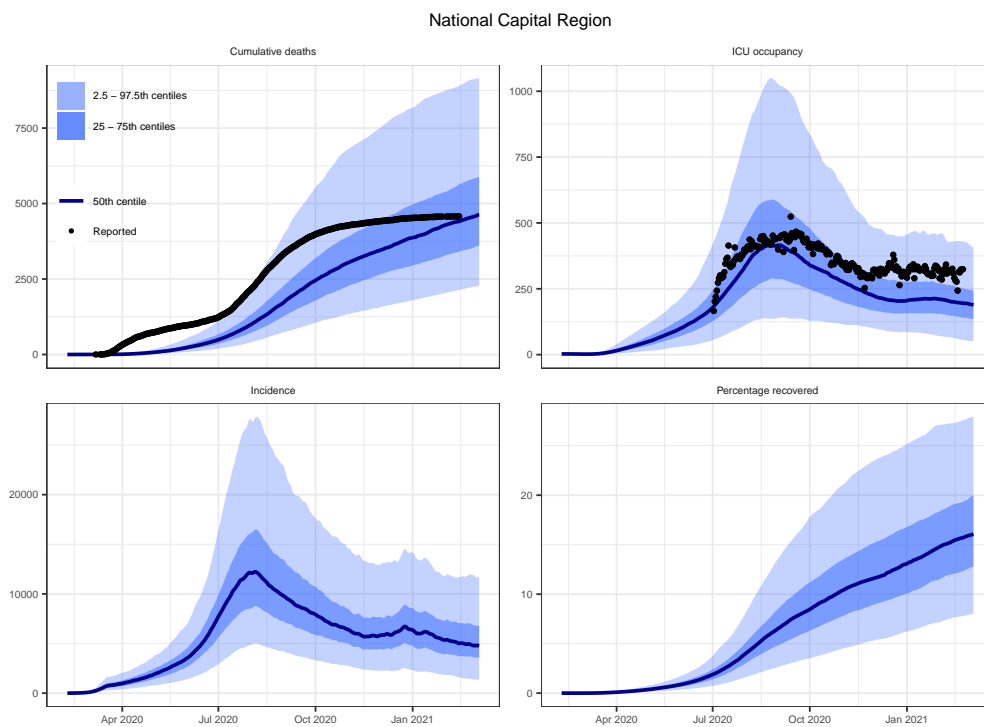 National Capital Region
Cumulative deaths
7500
5000
2500
0
2.5 – 97.5th centiles
25 – 75th centiles
50th centile
Reported
ICU occupancy
1000
750
500
250
0
Incidence
20000
10000
0
Apr 2020 Jul 2020 Oct 2020 Jan 2021
Percentage recovered
20
10
0
Apr 2020 Jul 2020 Oct 2020 Jan 2021